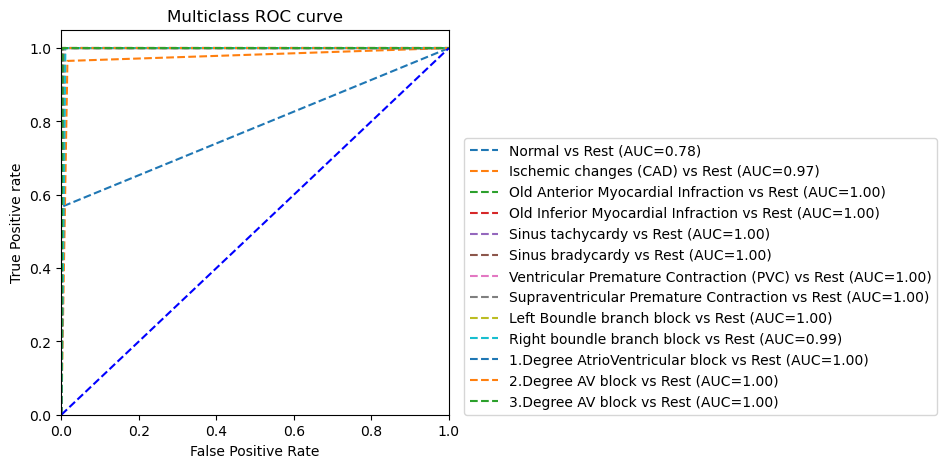 Multiclass ROC curve
True Positive rate
1.0
0.8
0.6
0.4
0.2
0.0
0.0 0.2 0.4 0.6 0.8 1.0
False Positive Rate
Normal vs Rest (AUC=0.78)
Ischemic changes (CAD) vs Rest (AUC=0.97)
Old Anterior Myocardial Infraction vs Rest (AUC=1.00)
Old Inferior Myocardial Infraction vs Rest (AUC=1.00)
Sinus tachycardy vs Rest (AUC=1.00)
Sinus bradycardy vs Rest (AUC=1.00)
Ventricular Premature Contraction (PVC) vs Rest (AUC=1.00)
Supraventricular Premature Contraction vs Rest (AUC=1.00)
Left Boundle branch block vs Rest (AUC=1.00)
Right boundle branch block vs Rest (AUC=0.99)
1.Degree AtrioVentricular block vs Rest (AUC=1.00)
2.Degree AV block vs Rest (AUC=1.00)
3.Degree AV block vs Rest (AUC=1.00)